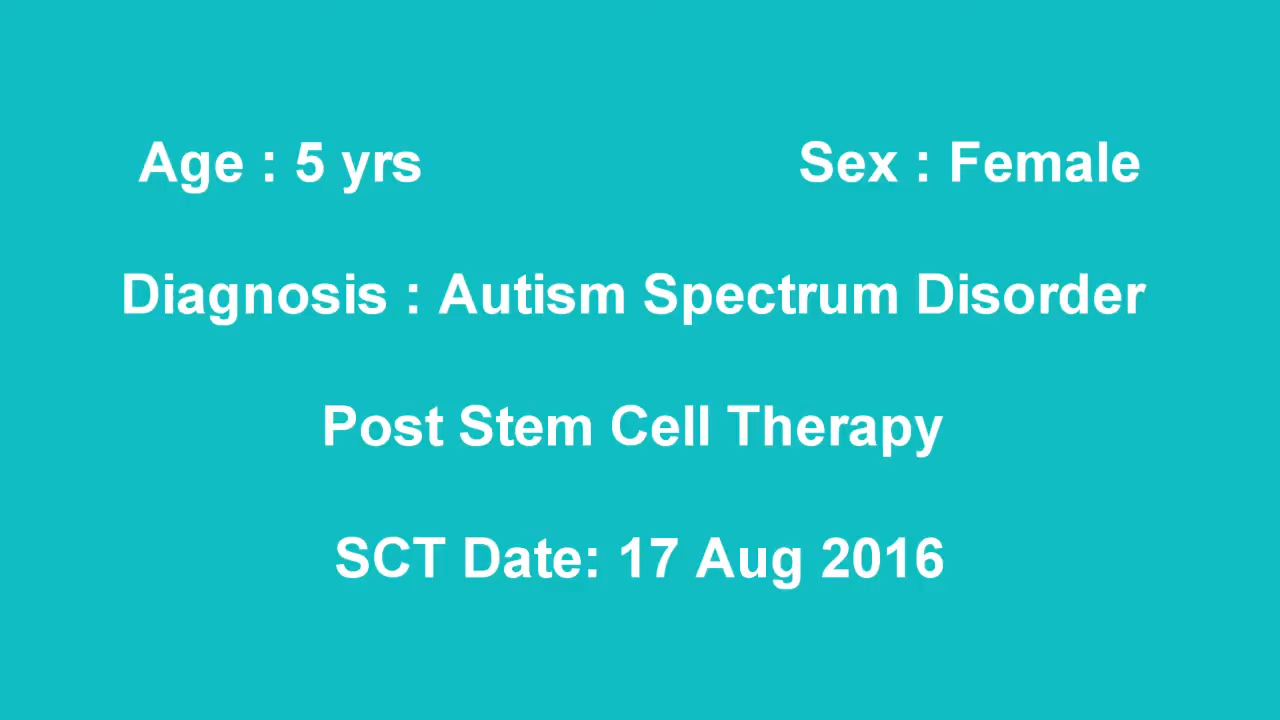 Age : 5 yrs Sex : Female
Diagnosis : Autism Spectrum Disorder
Post Stem Cell Therapy
SCT Date: 17 Aug 2016